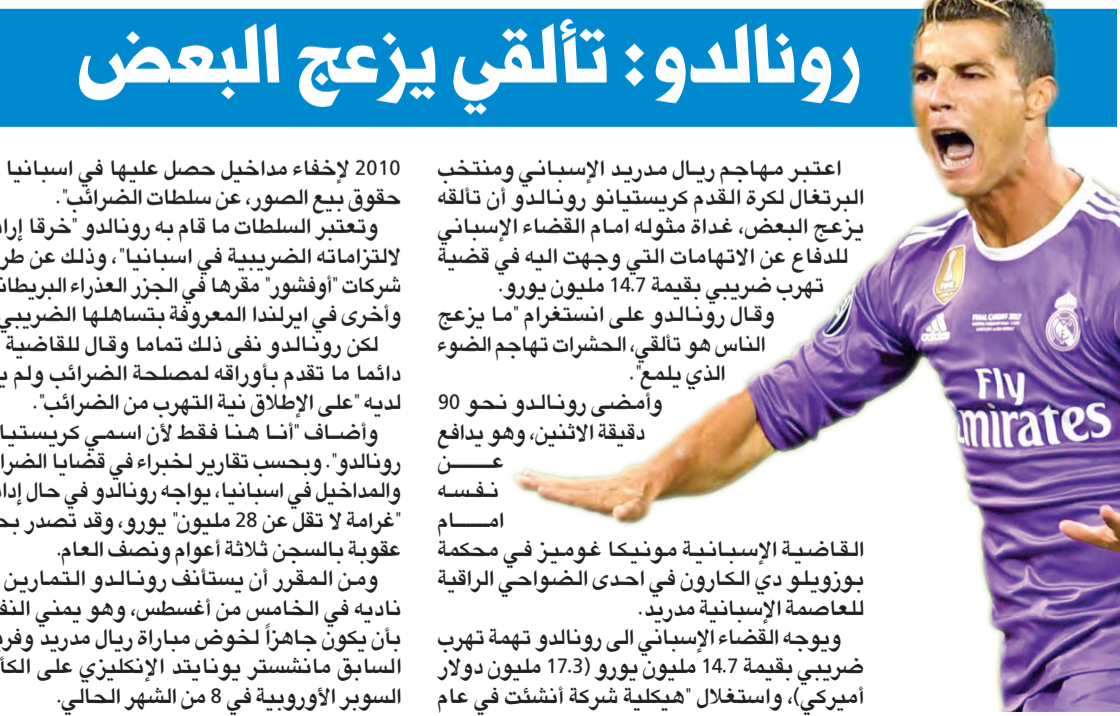 رونالدو: تألقي يزعج البعض
اعتبر مهاجم ريال مدريد الإسباني ومنتخب
البرتغال لكرة القدم كريستيانو رونالدو أن تألقه
يزعج البعض، غداة مثوله امام القضاء الإسباني
للدفاع عن الاتهامات التي وجهت اليه في قضية
تهرب ضريبي بقيمة 14.7 مليون يورو.
وقال رونالدو على انستغرام "ما يزعج
الناس هو تألقي، الحشرات تهاجم الضوء
الذي يلمع".
وأمضى رونالدو نحو 90
دقيقة الاثنين، وهو يدافع
عن
نفسه
امام
القاضية الإسبانية مونيكا غوميز في محكمة
بوزويلو دي الكارون في احدى الضواحي الراقية
للعاصمة الإسبانية مدريد.
ويوجه القضاء الإسباني الى رونالدو تهمة تهرب
ضريبي بقيمة 14.7 مليون يورو (17.3 مليون دولار
أميركي)، واستغلال "هيكلية شركة أنشئت في عام
2010 لإخفاء مداخيل حصل عليها في اسبانيا
حقوق بيع الصور، عن سلطات الضرائب".
وتعتبر السلطات ما قام به رونالدو "خرقا
لالتزاماته الضريبية في اسبانيا"، وذلك عن
شركات "أوفشور" مقرها في الجزر العذراء
وأخرى في ايرلندا المعروفة بتساهلها الضريبي
لكن رونالدو نفى ذلك تماما وقال للقاضية
دائما ما تقدم بأوراقه لمصلحة الضرائب ولم
لديه "على الإطلاق نية التهرب من الضرائب".
وأضاف "أنا هنا فقط لأن اسمي
رونالدو". وبحسب تقارير لخبراء في قضايا
والمداخيل في اسبانيا، يواجه رونالدو في حال
"غرامة لا تقل عن 28 مليون" يورو، وقد تصدر
عقوبة بالسجن ثلاثة أعوام ونصف العام.
ومن المقرر أن يستأنف رونالدو التمارين
ناديه في الخامس من أغسطس، وهو يمني
بأن يكون جاهزاً لخوض مباراة ريال مدريد
السابق مانشستر يونايتد الإنكليزي على
السوبر الأوروبية في 8 من الشهر الحالي.
adidas
FINAL CARDIFF 2017
Fly
Emirates